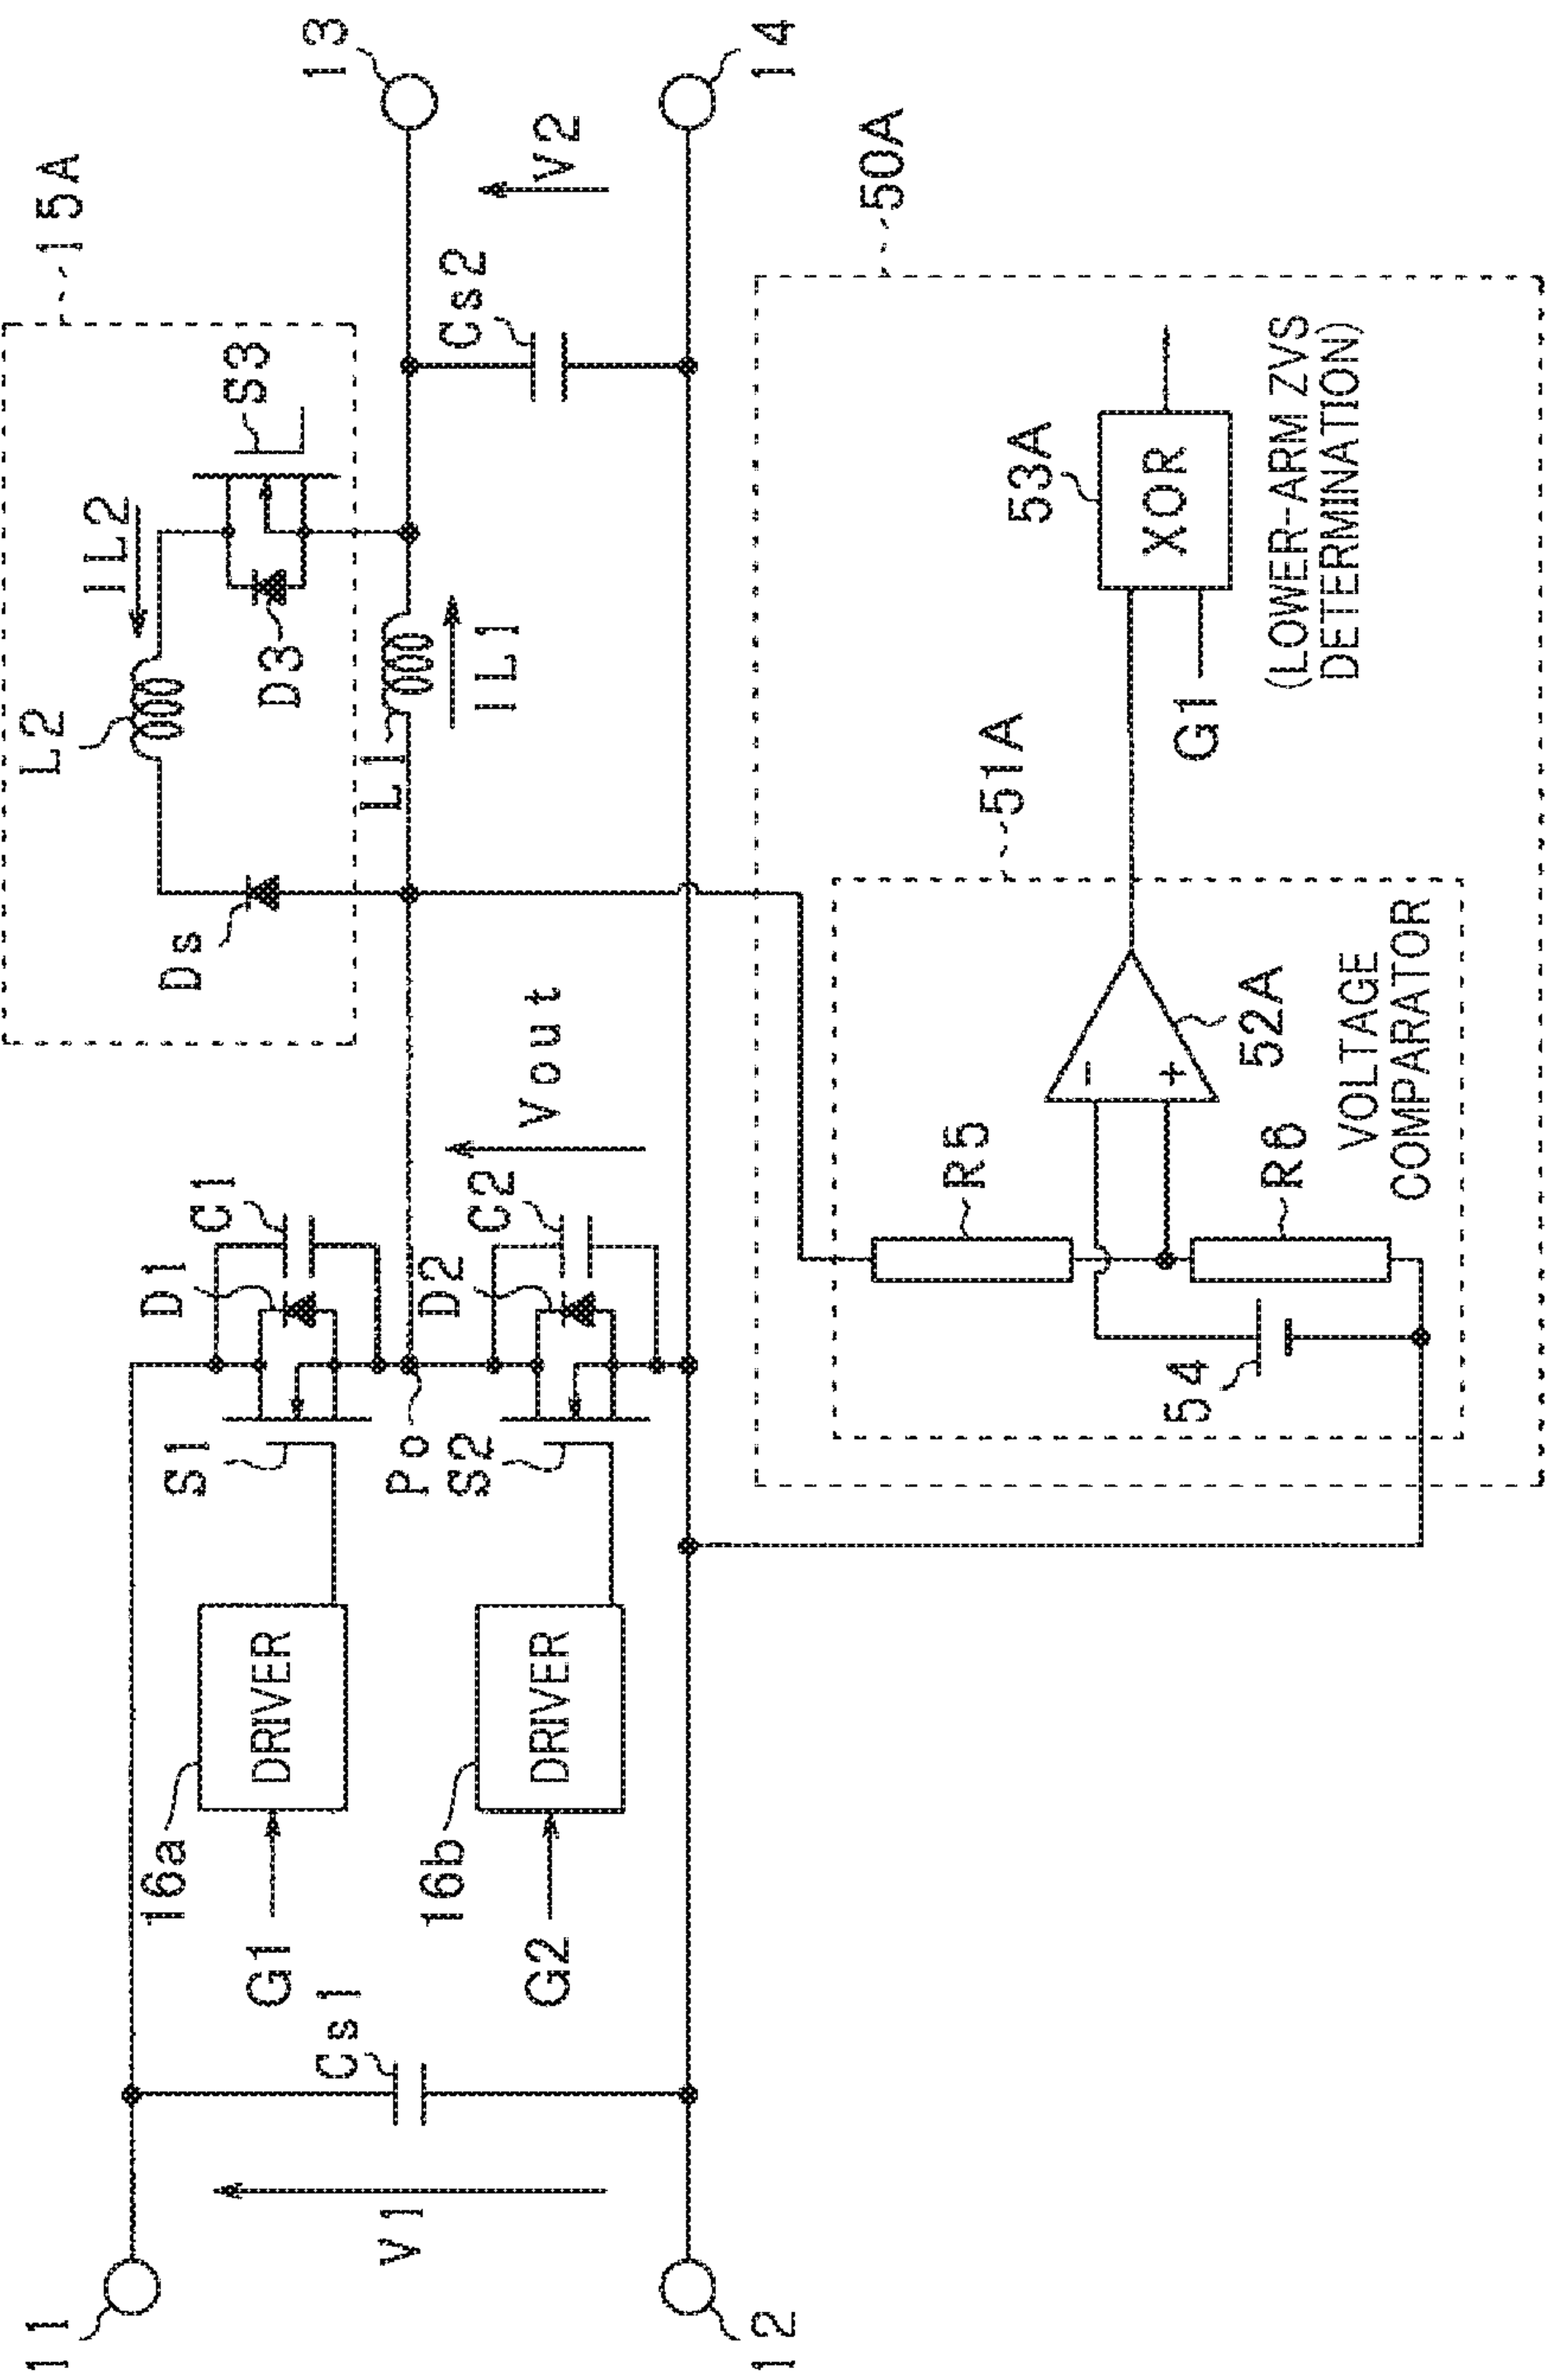 15A
L2
IL2
S3
D3
Ds
L1
IL1
13
14
V2
Cs2
11
12
V1
Cs1
G1
16a
DRIVER
G2
16b
DRIVER
S1
D1
C1
Po
S2
D2
C2
Vout
50A
51A
R5
R6
54
52A
-
+
VOLTAGE
COMPARATOR
53A
XOR
G1
(LOWER-ARM ZVS
DETERMINATION)